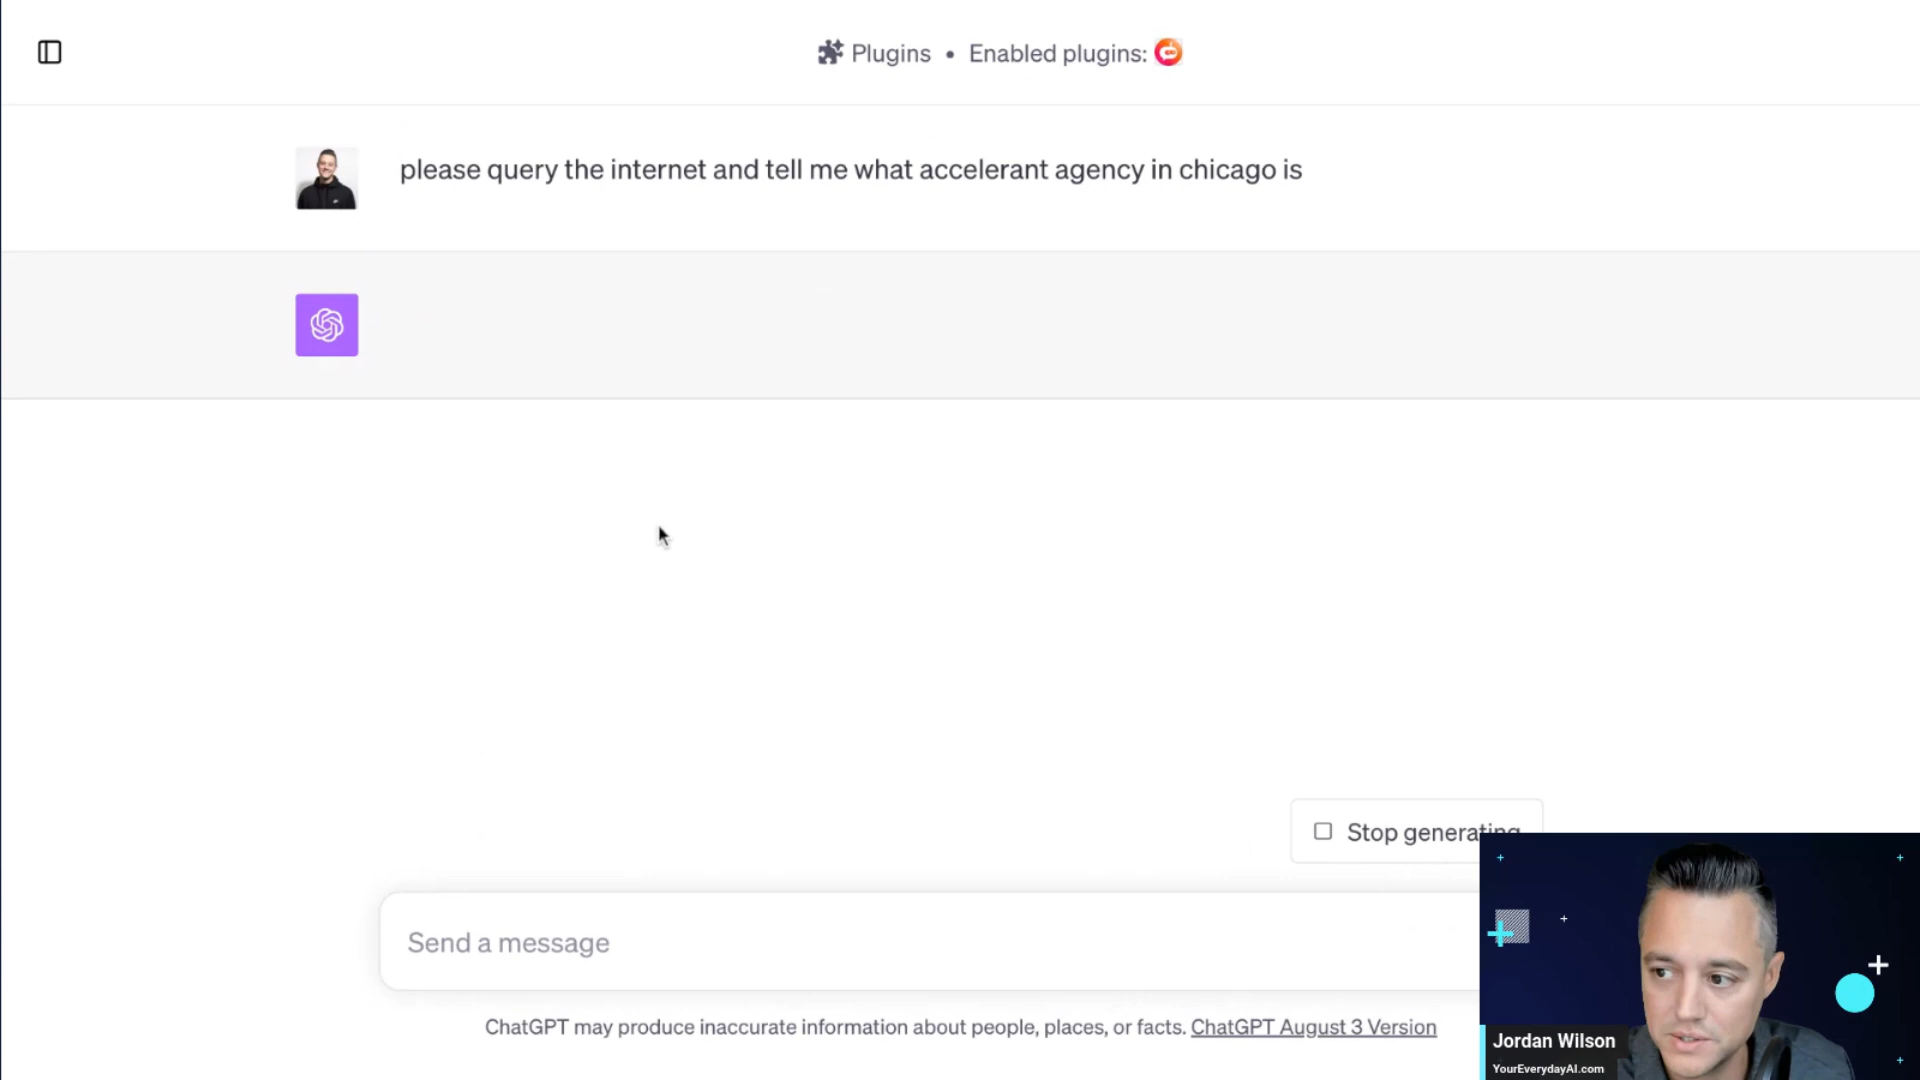 Plugins • Enabled plugins:
please query the internet and tell me what accelerant agency in chicago is
Stop generating
Send a message
ChatGPT may produce inaccurate information about people, places, or facts. ChatGPT August 3 Version
Jordan Wilson
YourEverydayAI.com